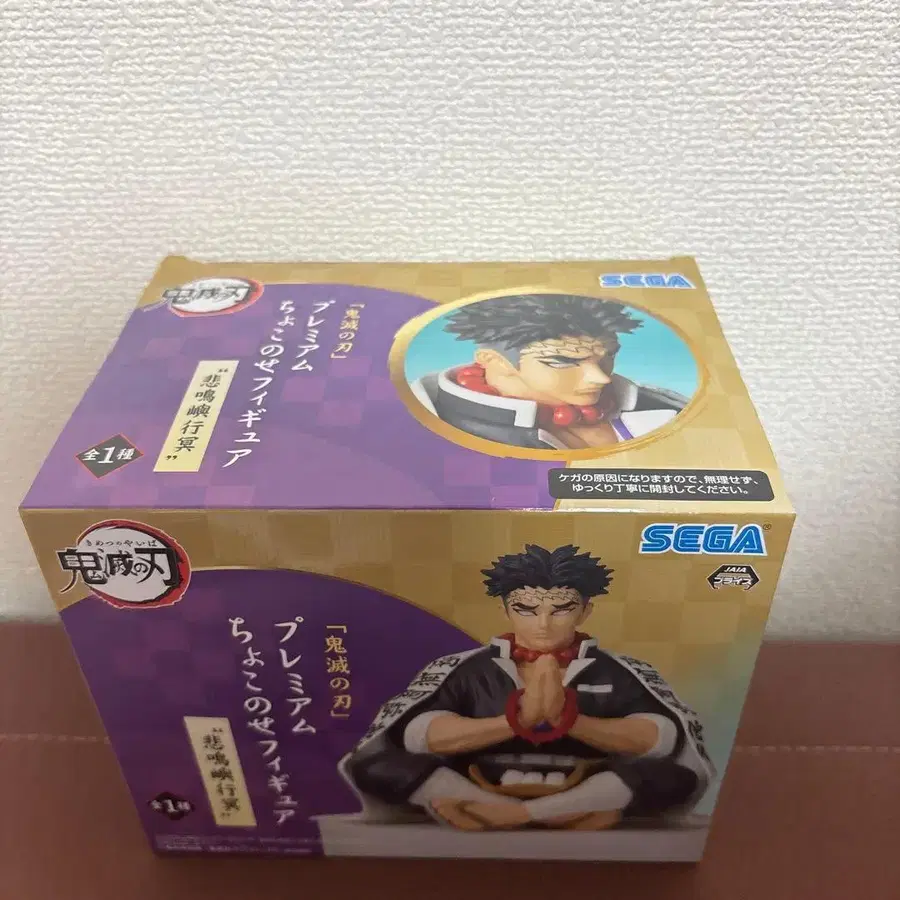 鬼滅の刃
SEGA
「鬼滅の刃」
プレミアム
ちょこのせフィギュア
“悲鳴嶼行冥”
全1種
ケガの原因になりますので、無理せず、
ゆっくり丁寧に開封してください。
きめつのやいば
鬼滅の刃
SEGA
JAIA
プライズ
「鬼滅の刃」
プレミアム
ちょこのせフィギュア
“悲鳴嶼行冥”
全1種
南無阿弥